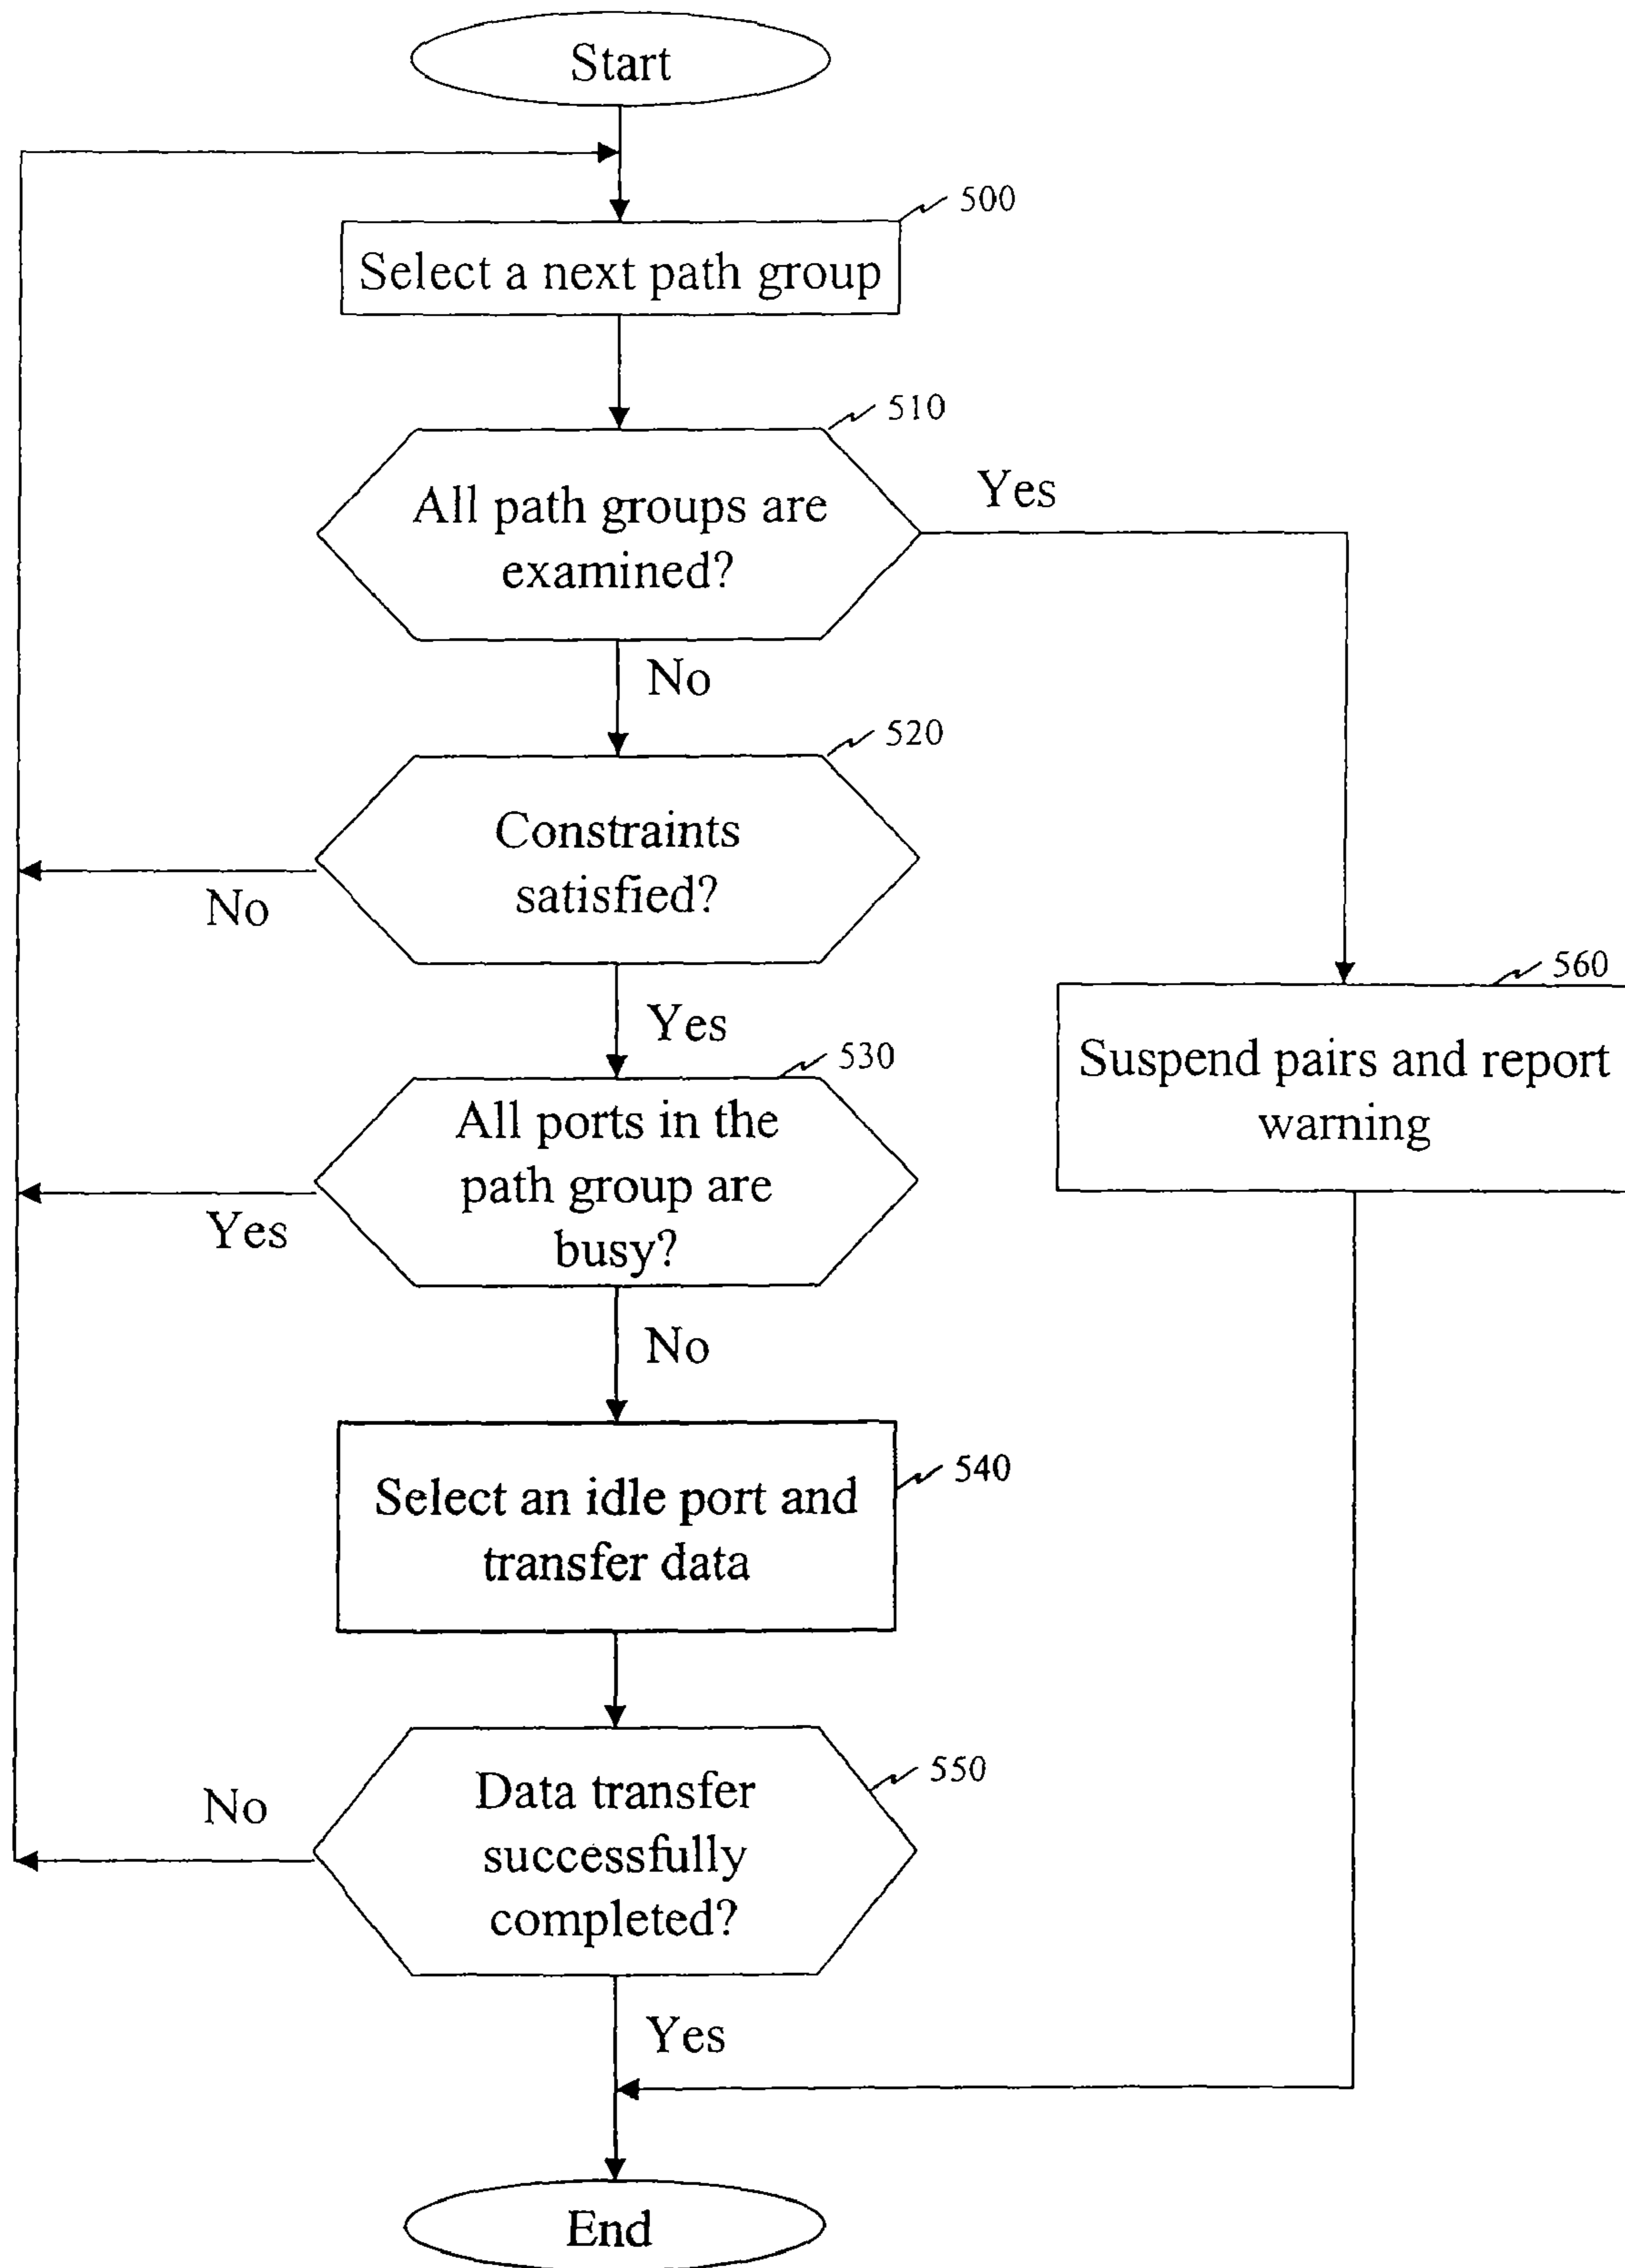 Start
500
Select a next path group
510
All path groups are
examined?
Yes
No
520
Constraints
satisfied?
No
Yes
530
All ports in the
path group are
busy?
Yes
No
540
Select an idle port and
transfer data
550
Data transfer
successfully
completed?
No
Yes
560
Suspend pairs and report
warning
End